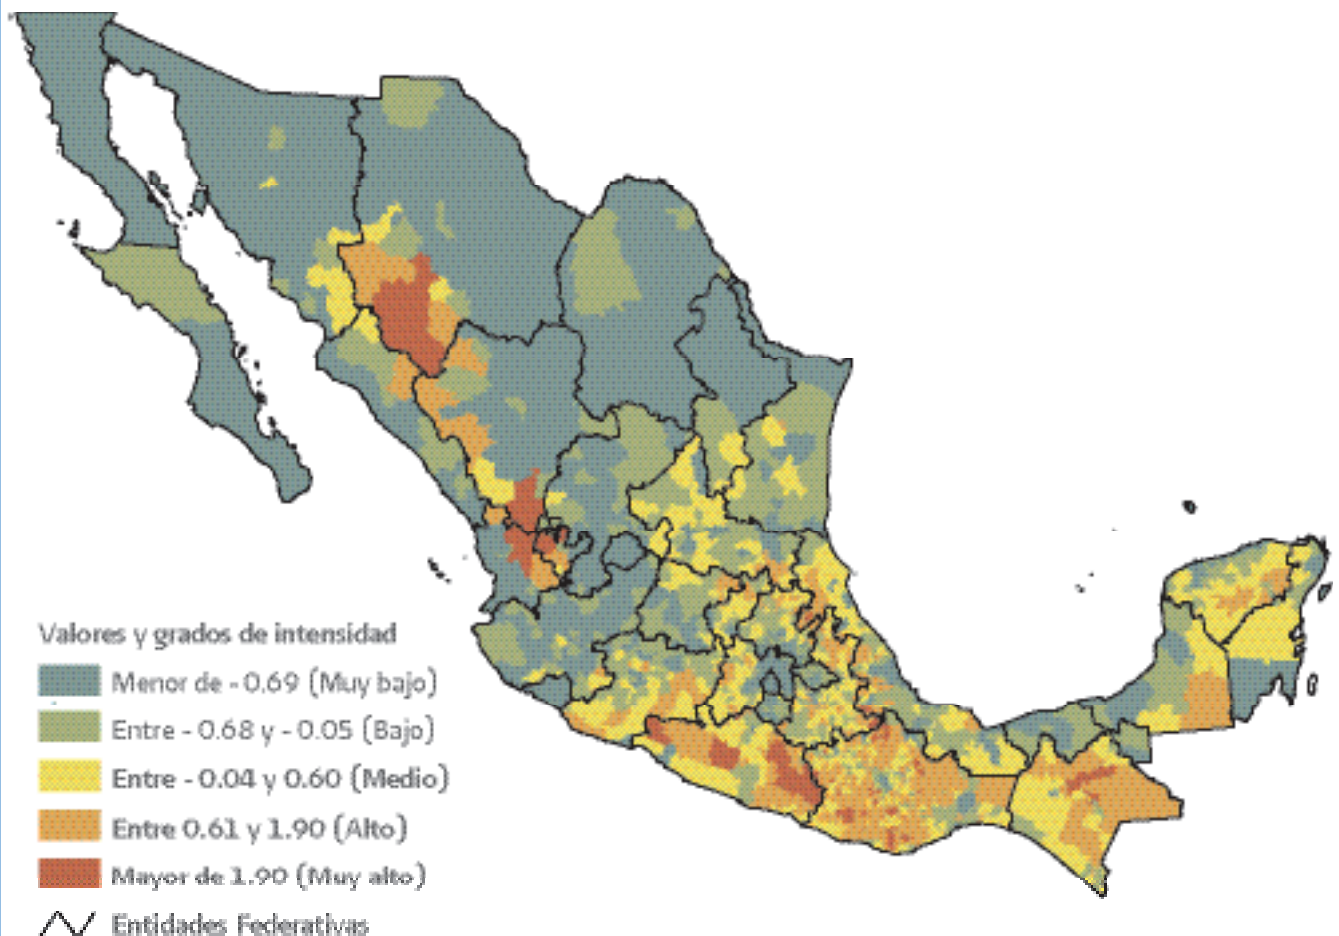 Valores y grados de intensidad
Menor de - 0.69 (Muy bajo)
Entre - 0.68 y - 0.05 (Bajo)
Entre - 0.04 y 0.60 (Medio)
Entre 0.61 y 1.90 (Alto)
Mayor de 1.90 (Muy alto)
Entidades Federativas